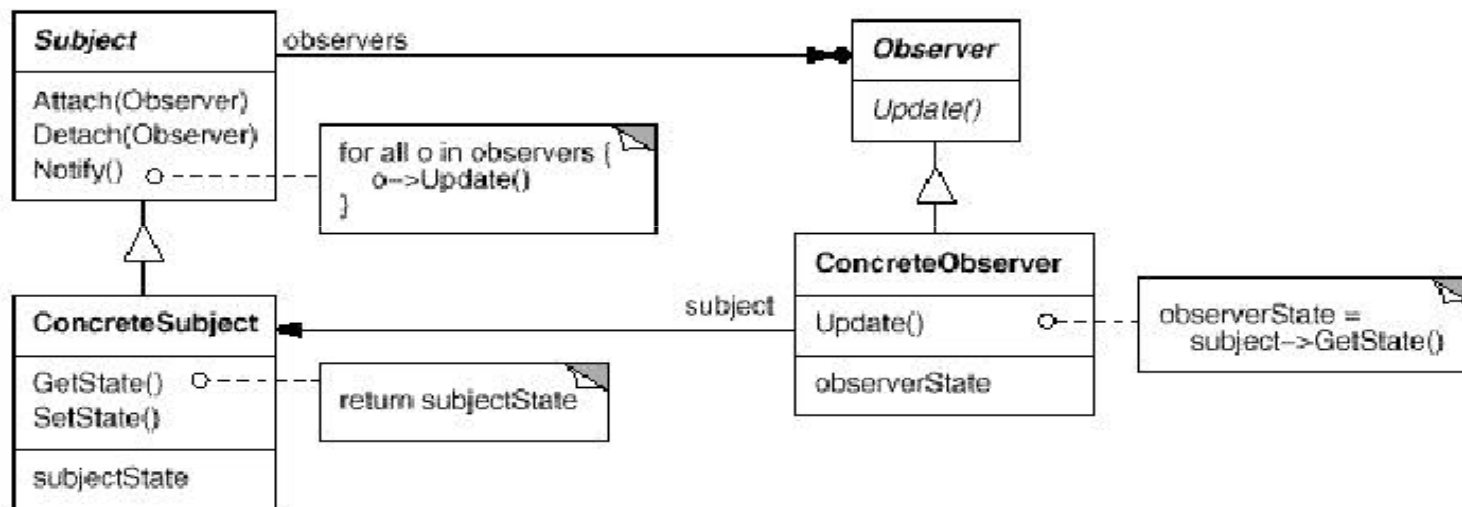 Subject
observers
Observer
Attach(Observer)
Detach(Observer)
Notify()
Update()
for all o in observers {
o->Update()
}
ConcreteObserver
ConcreteSubject
subject
Update()
observerState =
subject->GetState()
GetState()
SetState()
return subjectState
observerState
subjectState